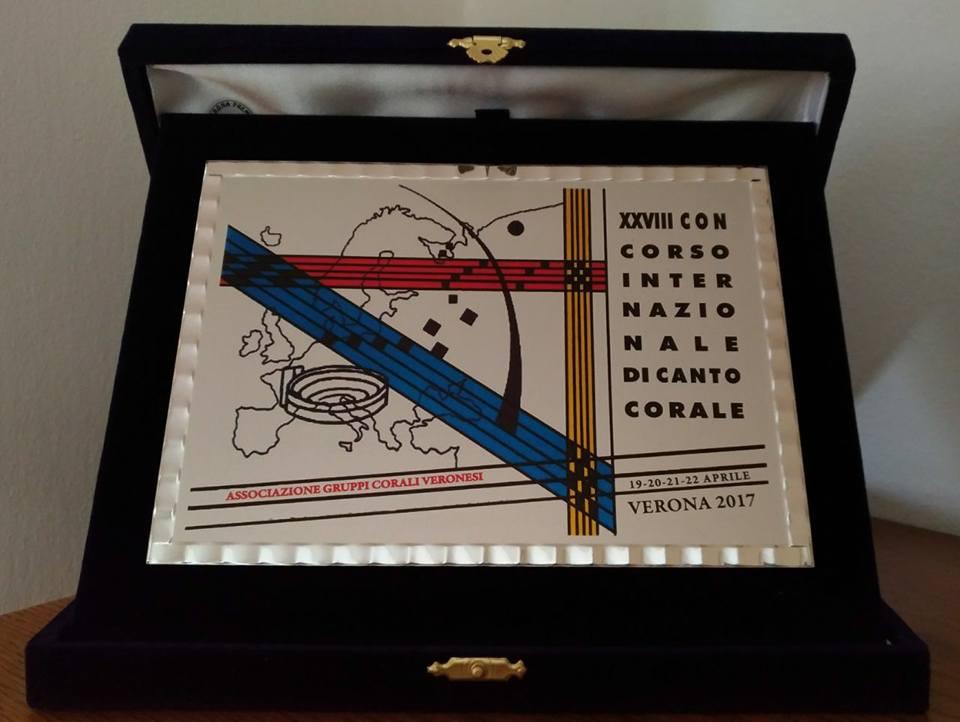 XXVIII CON
CORSO
INTER
NAZIO
NALE
DI CANTO
CORALE
ASSOCIAZIONE GRUPPI CORALI VERONESI
19-20-21-22 APRILE
VERONA 2017